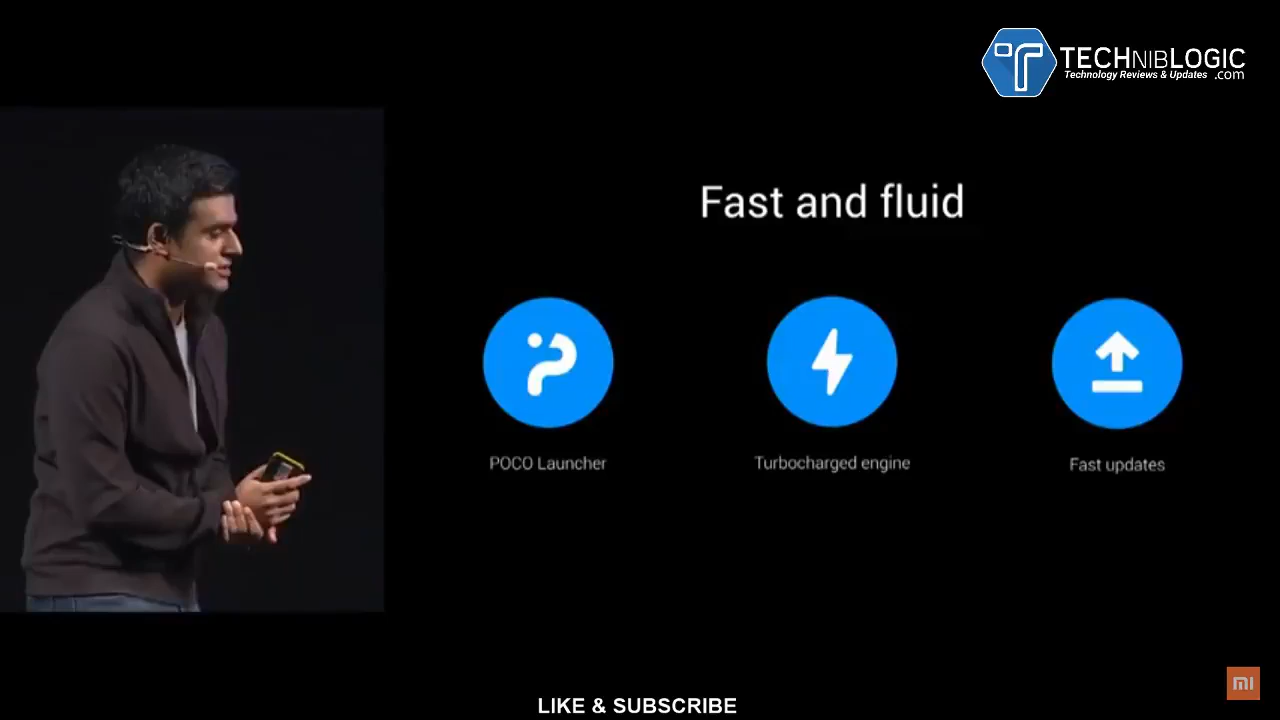 TECHNIBLOGIC
Technology Reviews & Updates .com
Fast and fluid
POCO Launcher
Turbocharged engine
Fast updates
MI
LIKE & SUBSCRIBE